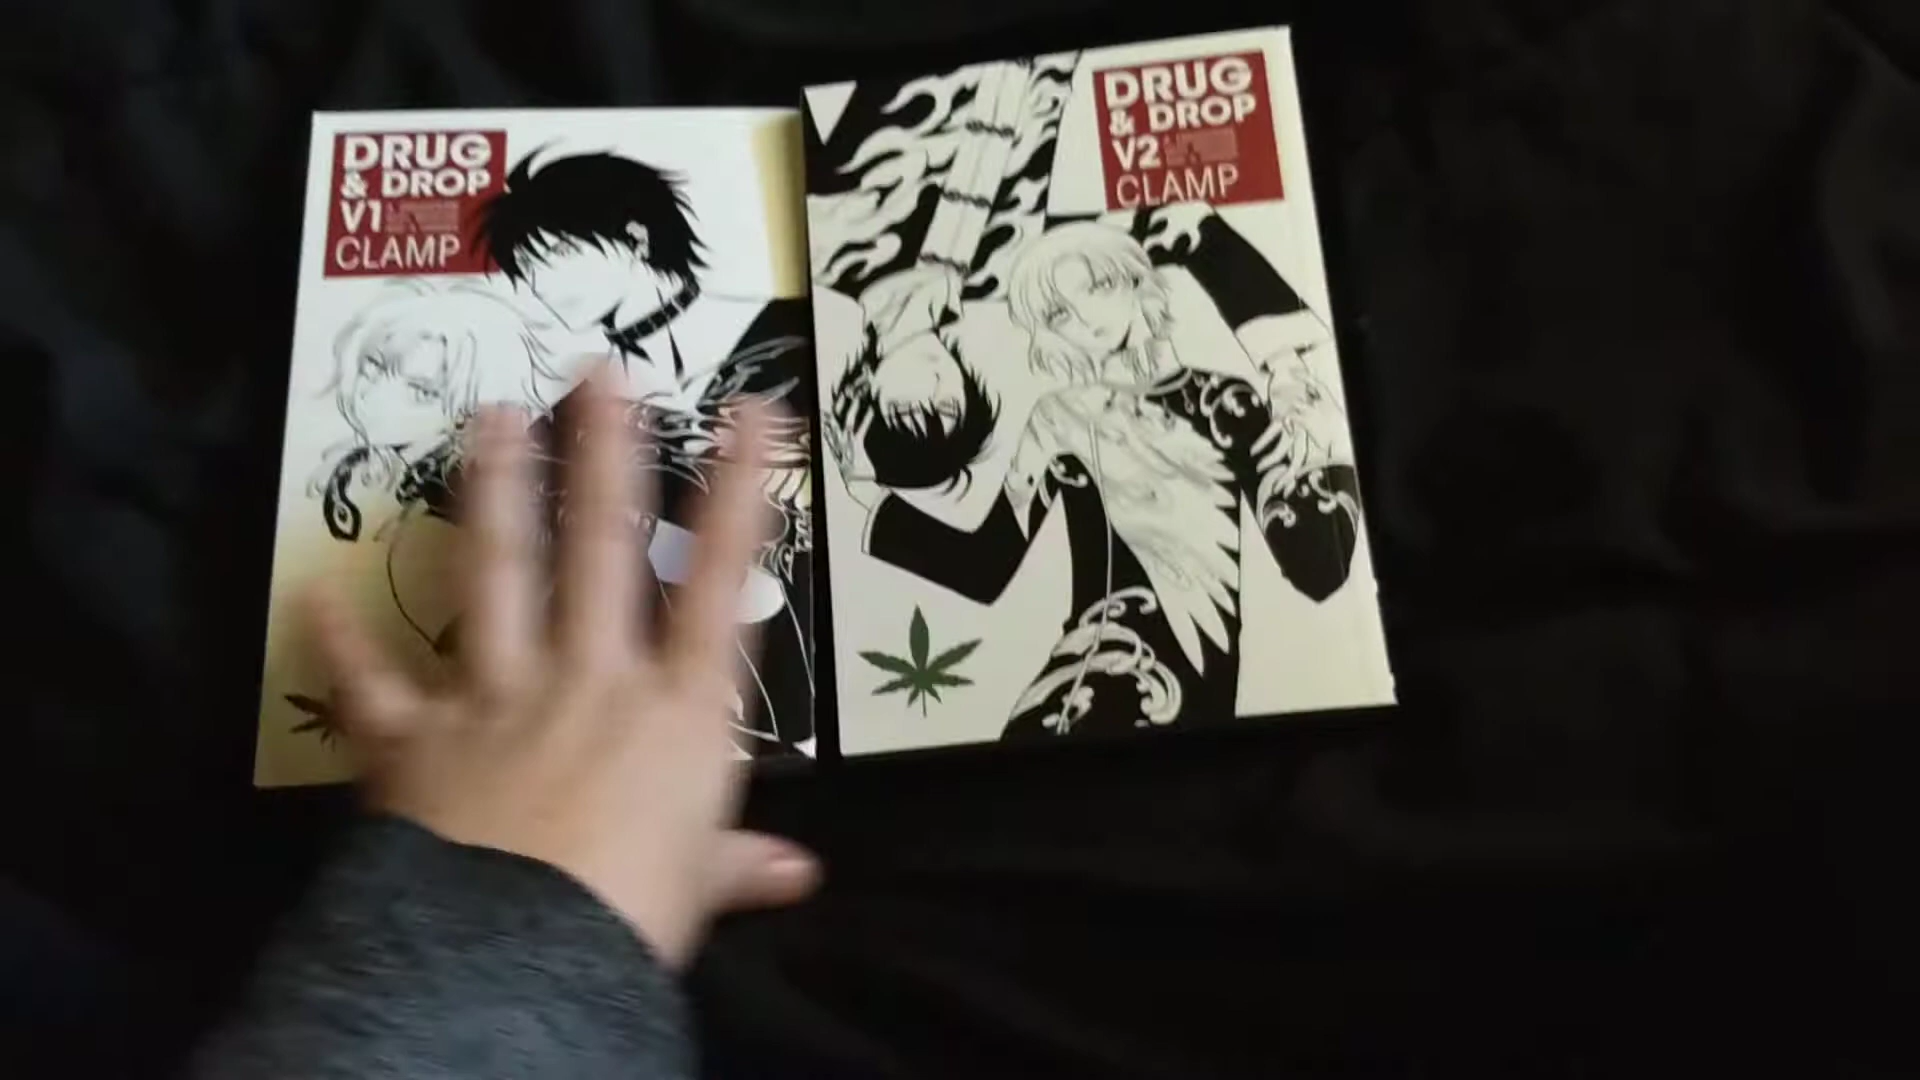 DRUG
& DROP
V1
CLAMP
DRUG
& DROP
V2
CLAMP